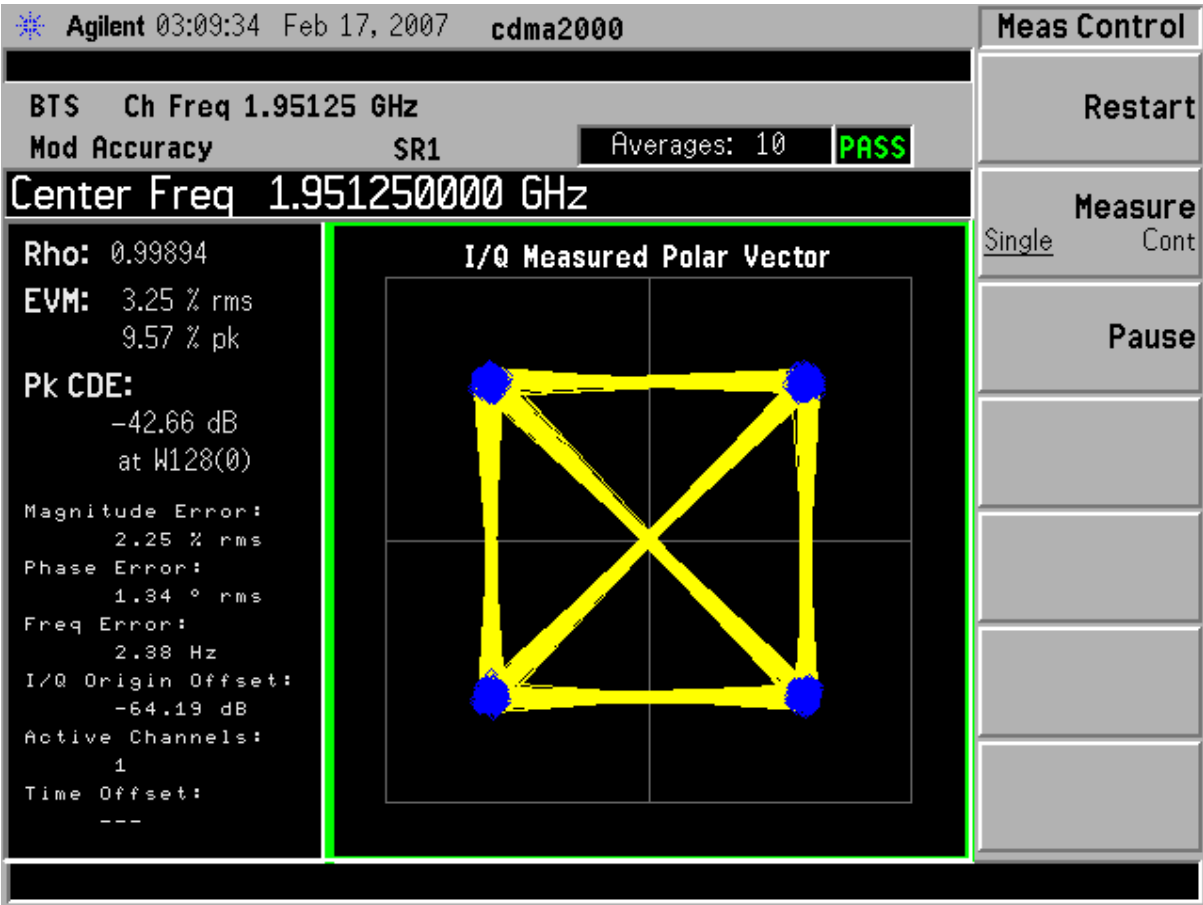 Agilent 03:09:34 Feb 17, 2007 cdma2000
Meas Control
BTS Ch Freq 1.95125 GHz
Mod Accuracy SR1 Averages: 10 PASS
Center Freq 1.951250000 GHz
Rho: 0.99894
EVM: 3.25 % rms
9.57 % pk
Pk CDE:
-42.66 dB
at W128(0)
Magnitude Error:
2.25 % rms
Phase Error:
1.34 ° rms
Freq Error:
2.38 Hz
I/Q Origin Offset:
-64.19 dB
Active Channels:
1
Time Offset:
---
I/Q Measured Polar Vector
Restart
Measure
Single Cont
Pause